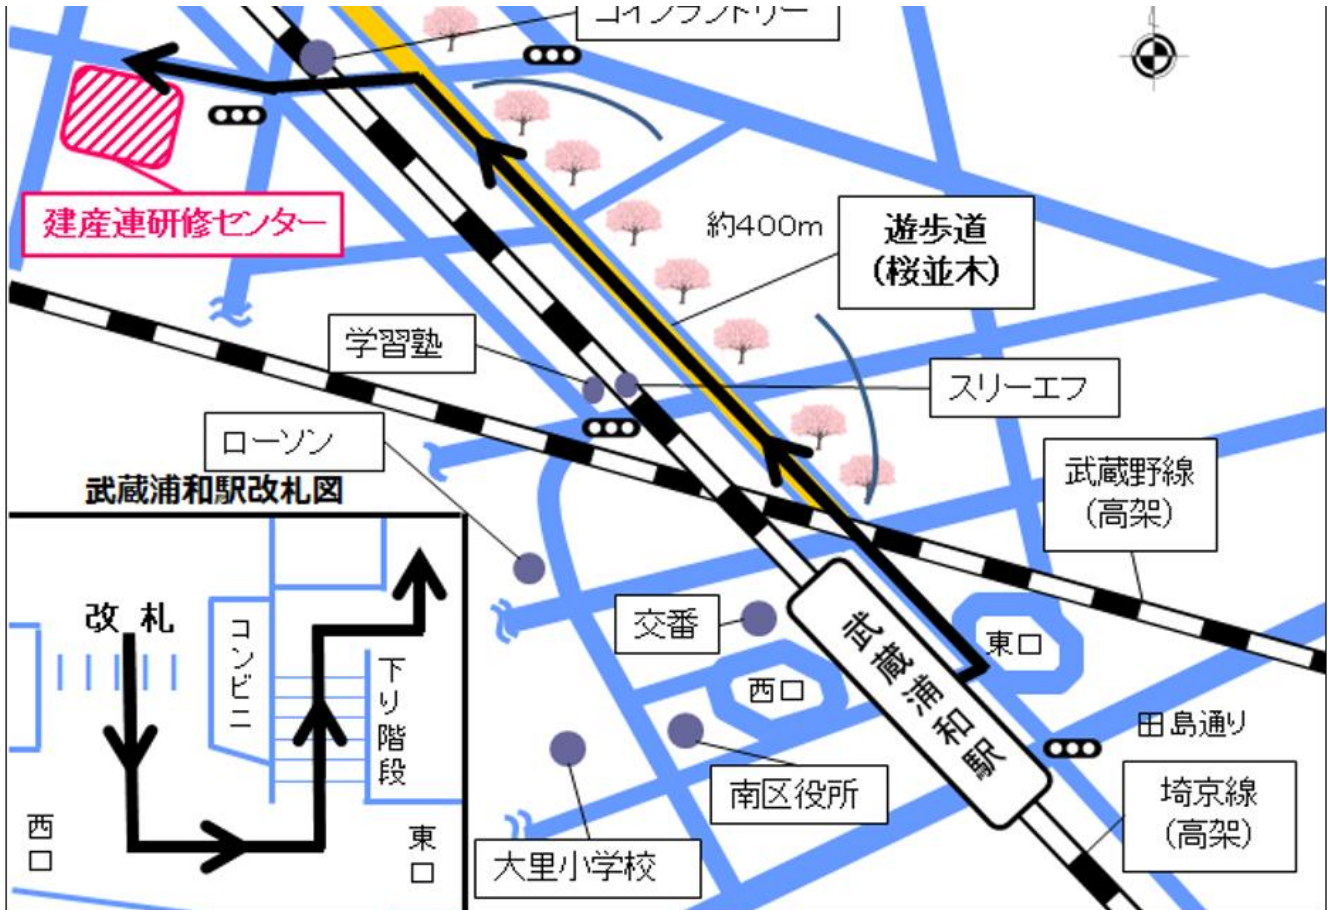 コインランドリー
建産連研修センター
約400m
遊歩道
(桜並木)
学習塾
スリーエフ
ローソン
武蔵野線
(高架)
武蔵浦和駅改札図
改札
コンビニ
下り階段
西口
東口
交番
西口
武蔵浦和駅
東口
田島通り
南区役所
大里小学校
埼京線
(高架)